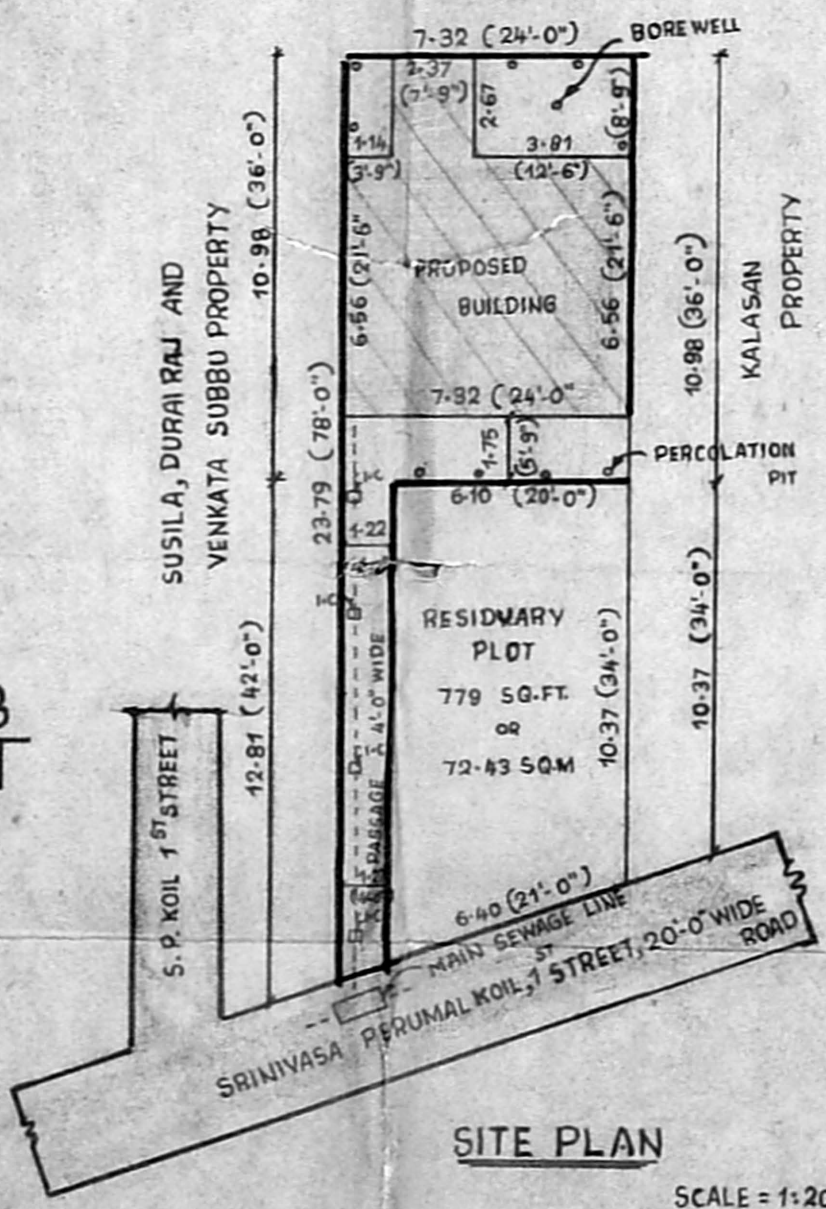 7-32 (24'-0")
BOREWELL
2-37
(7'-9")
2-67
(8'-9")
1-14
(3'-9")
3-81
(12'-6")
10-98 (36'-0")
6-56 (21'-6"
PROPOSED
BUILDING
6-56 (21'-6")
10-98 (36'-0")
KALASAN
PROPERTY
SUSILA, DURAI RAJ AND
VENKATA SUBBU PROPERTY
7-32 (24'-0"
23-79 (78'-0")
1-75
(5'-9")
PERCOLATION
PIT
6-10 (20'-0")
1-22
RESIDUARY
PLOT
779 SQ.FT.
OR
72-43 SQ.M
10-37 (34'-0")
10-37 (34'-0")
12-81 (42'-0")
PASSAGE 4'-0" WIDE
S.P. KOIL 1ST STREET
6-40 (21'-0")
MAIN SEWAGE LINE
SRINIVASA PERUMAL KOIL, 1ST STREET, 20'-0" WIDE
ROAD
SITE PLAN
SCALE = 1:20